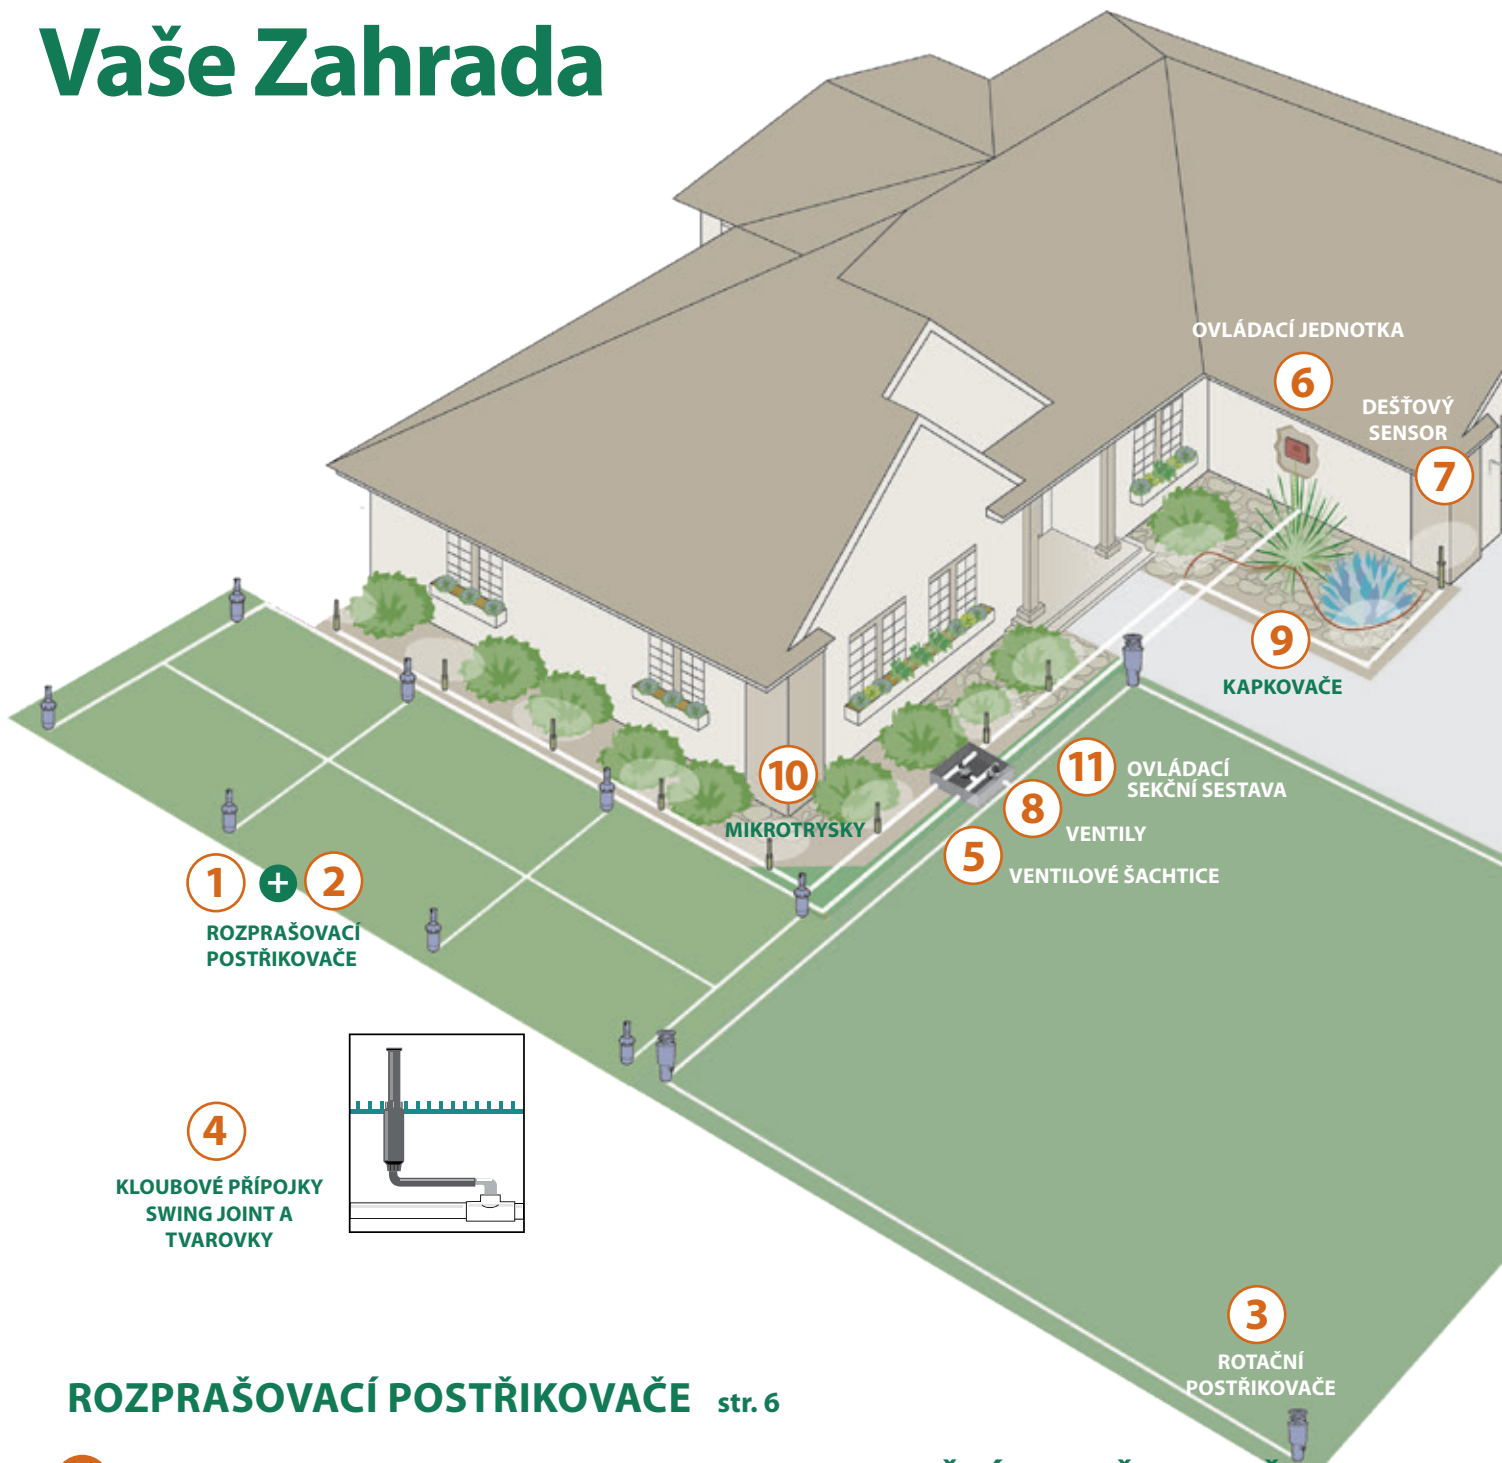 Vaše Zahrada
OVLÁDACÍ JEDNOTKA
6
DEŠŤOVÝ
SENSOR
7
9
KAPKOVAČE
10
MIKROTRYSKY
11
OVLÁDACÍ
SEKČNÍ SESTAVA
8
VENTILY
5
VENTILOVÉ ŠACHTICE
1 + 2
ROZPRAŠOVACÍ
POSTŘIKOVAČE
4
KLOUBOVÉ PŘÍPOJKY
SWING JOINT A
TVAROVKY
3
ROTAČNÍ
POSTŘIKOVAČE
ROZPRAŠOVACÍ POSTŘIKOVAČE str. 6